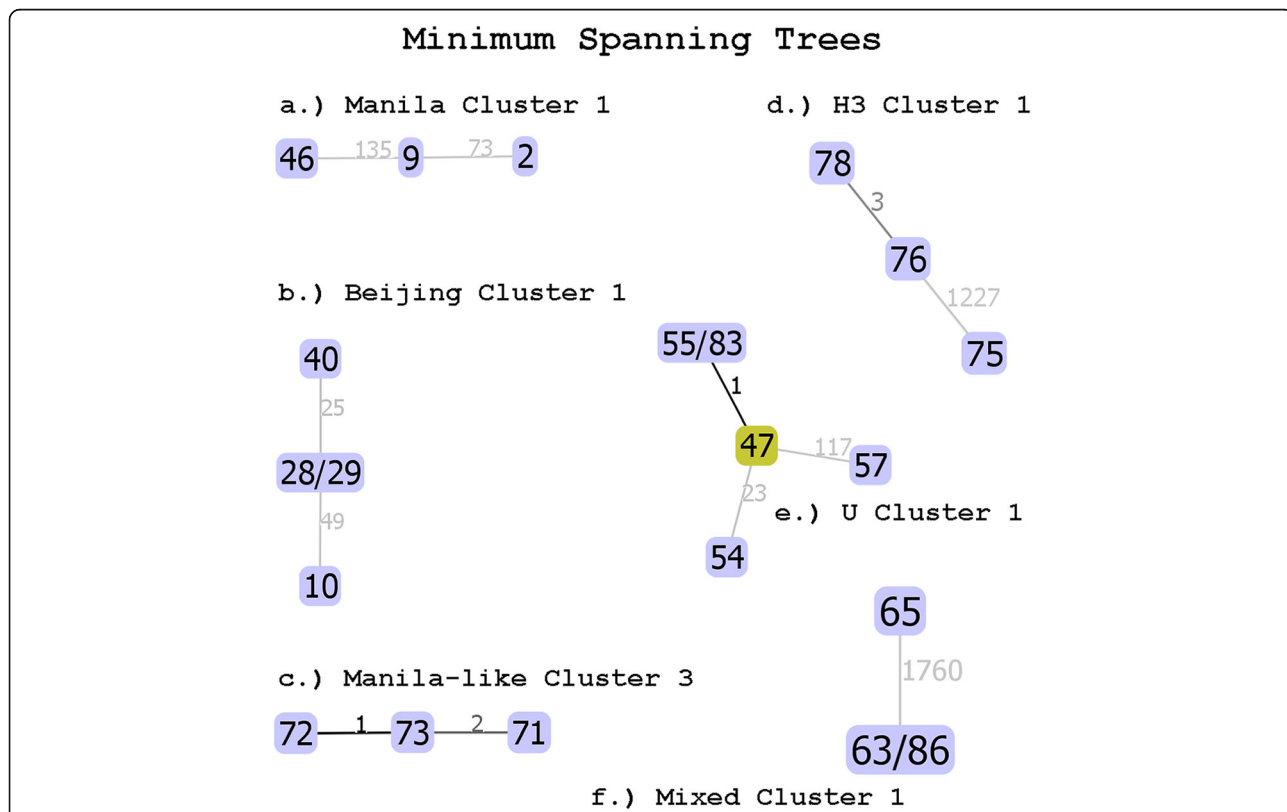 Minimum Spanning Trees
a.) Manila Cluster 1
46 135 9 73 2
b.) Beijing Cluster 1
40
25
28/29
49
10
c.) Manila-like Cluster 3
72 1 73 2 71
d.) H3 Cluster 1
78
3
76
1227
75
55/83
1
47 117 57
23
54
e.) U Cluster 1
65
1760
63/86
f.) Mixed Cluster 1